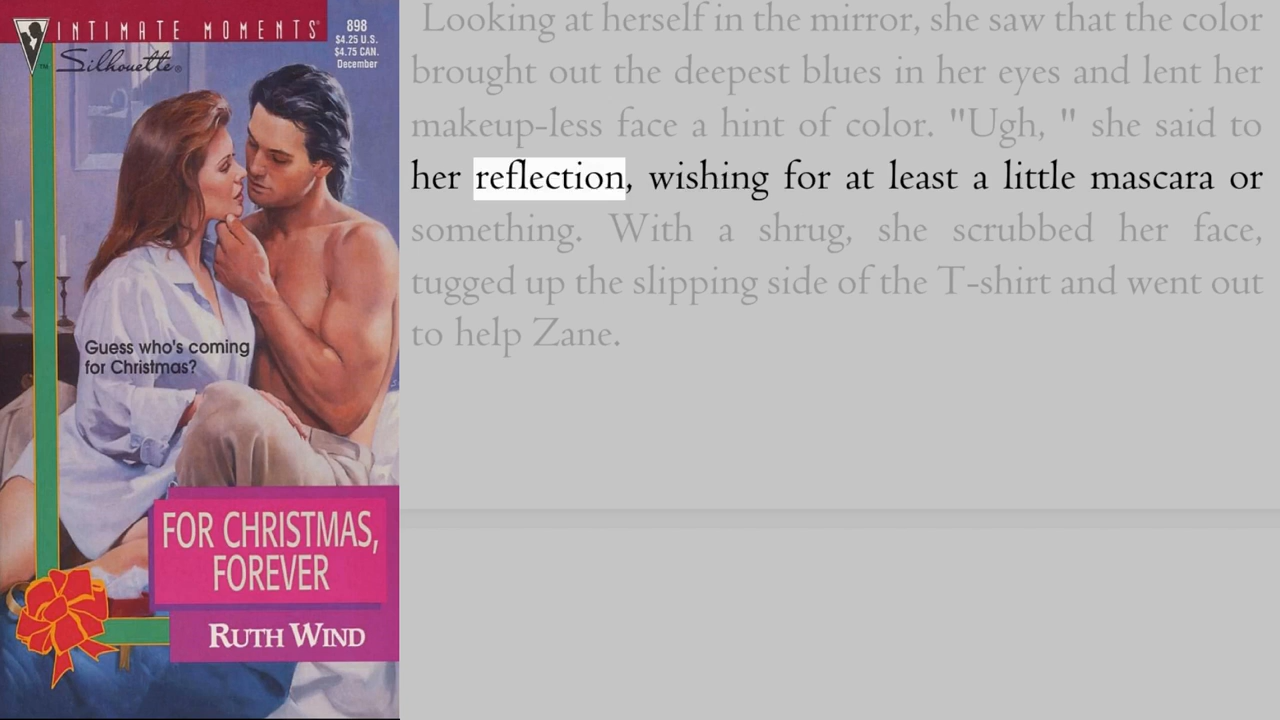 INTIMATE MOMENTS®
Silhouette®
TM
898
$4.25 U.S.
$4.75 CAN.
December
Guess who's coming
for Christmas?
FOR CHRISTMAS,
FOREVER
RUTH WIND
Looking at herself in the mirror, she saw that the color
brought out the deepest blues in her eyes and lent her
makeup-less face a hint of color. "Ugh, " she said to
her reflection, wishing for at least a little mascara or
something. With a shrug, she scrubbed her face,
tugged up the slipping side of the T-shirt and went out
to help Zane.